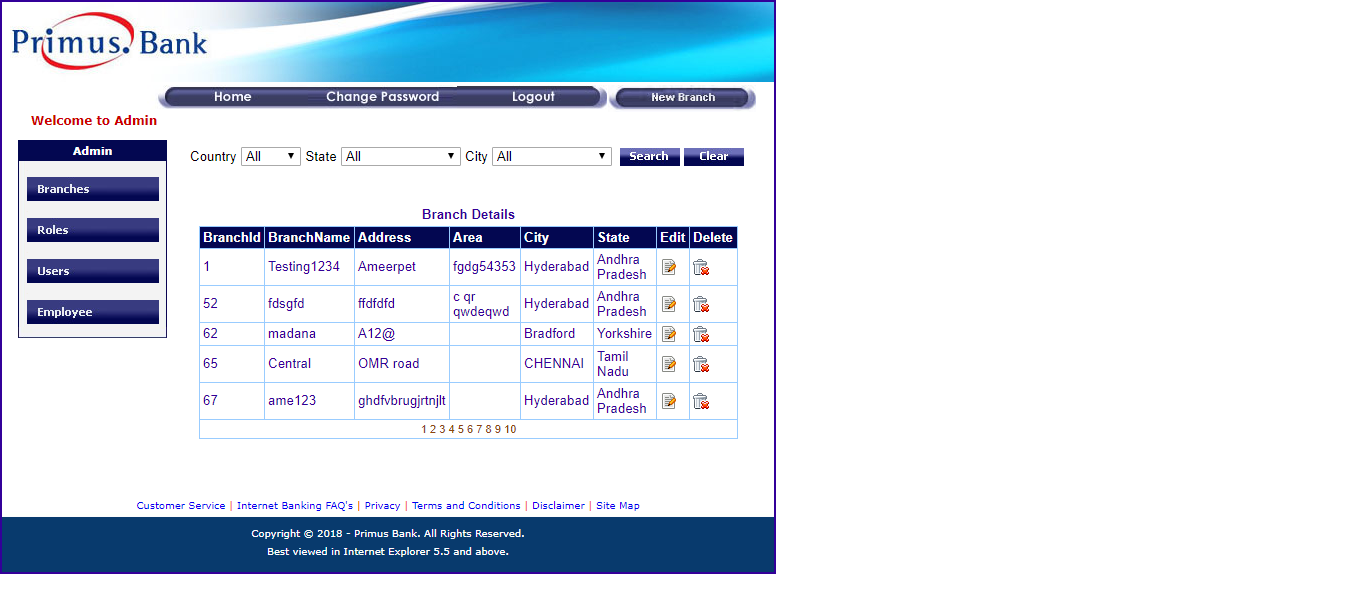 Primus. Bank
Home Change Password Logout New Branch
Welcome to Admin
Admin
Branches
Roles
Users
Employee
Country All State All City All Search Clear
Branch Details
BranchId BranchName Address Area City State Edit Delete
1 Testing1234 Ameerpet fgdg54353 Hyderabad Andhra
Pradesh
52 fdsgfd ffdfdfd c qr Hyderabad Andhra
qwdeqwd Pradesh
62 madana A12@ Bradford Yorkshire
65 Central OMR road CHENNAI Tamil
Nadu
67 ame123 ghdfvbrugjrtnjlt Hyderabad Andhra
Pradesh
1 2 3 4 5 6 7 8 9 10
Customer Service | Internet Banking FAQ's | Privacy | Terms and Conditions | Disclaimer | Site Map
Copyright © 2018 - Primus Bank. All Rights Reserved.
Best viewed in Internet Explorer 5.5 and above.